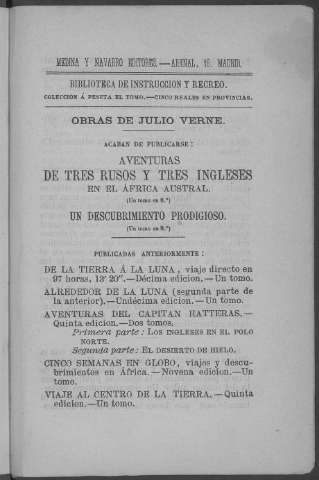 MEDINA Y NAVARRO EDITORES.—ARENAL, 16. MADRID.
BIBLIOTECA DE INSTRUCCION Y RECREO.
COLECCION Á PESETA EL TOMO.—CINCO REALES EN PROVINCIAS.
OBRAS DE JULIO VERNE.
ACABAN DE PUBLICARSE:
AVENTURAS
DE TRES RUSOS Y TRES INGLESES
EN EL ÁFRICA AUSTRAL.
(Un tomo en 8.º)
UN DESCUBRIMIENTO PRODIGIOSO.
(Un tomo en 8.º)
PUBLICADAS ANTERIORMENTE:
DE LA TIERRA Á LA LUNA, viaje directo en
97 horas, 13' 20".—Décima edicion.—Un tomo.
ALREDEDOR DE LA LUNA (segunda parte de
la anterior).—Undécima edicion.—Un tomo.
AVENTURAS DEL CAPITAN HATTERAS.—
Quinta edicion.—Dos tomos.
Primera parte: LOS INGLESES EN EL POLO
NORTE.
Segunda parte: EL DESIERTO DE HIELO.
CINCO SEMANAS EN GLOBO, viajes y descu-
brimientos en África.—Novena edicion.—Un
tomo.
VIAJE AL CENTRO DE LA TIERRA.—Quinta
edicion.—Un tomo.